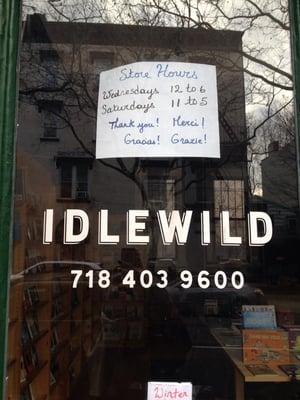 Store Hours
Wednesdays 12 to 6
Saturdays 11 to 5
Thank you! Merci!
Gracias! Grazie!
IDLEWILD
718 403 9600
Winter